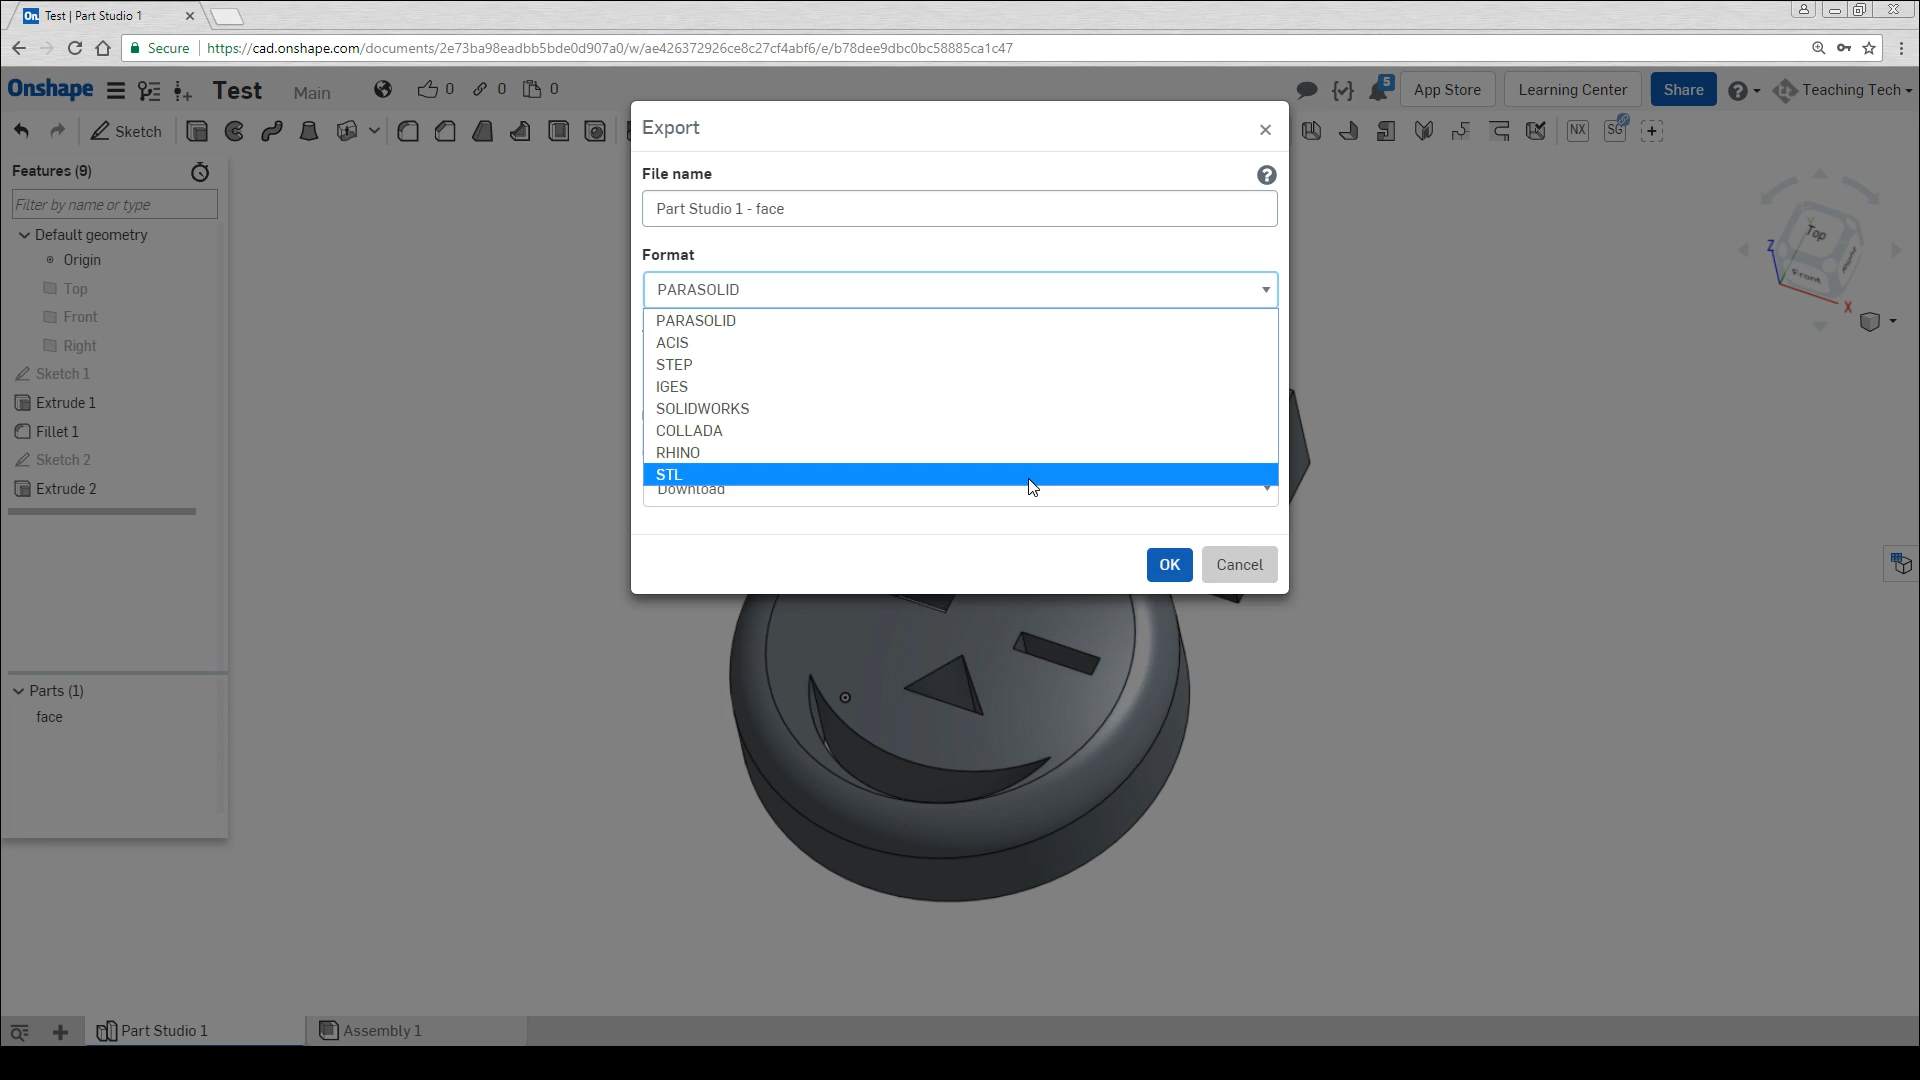 Test | Part Studio 1
Secure https://cad.onshape.com/documents/2e73ba98eadbb5bde0d907a0/w/ae426372926ce8c27cf4abf6/e/b78dee9dbc0bc58885ca1c47
Onshape Test Main 0 0 0 5 App Store Learning Center Share Teaching Tech
Sketch NX SG
Features (9)
Filter by name or type
Default geometry
Origin
Top
Front
Right
Sketch 1
Extrude 1
Fillet 1
Sketch 2
Extrude 2
Parts (1)
face
Export
File name
Part Studio 1 - face
Format
PARASOLID
PARASOLID
ACIS
STEP
IGES
SOLIDWORKS
COLLADA
RHINO
STL
Download
OK Cancel
Top
Z
Front
X
Part Studio 1 Assembly 1